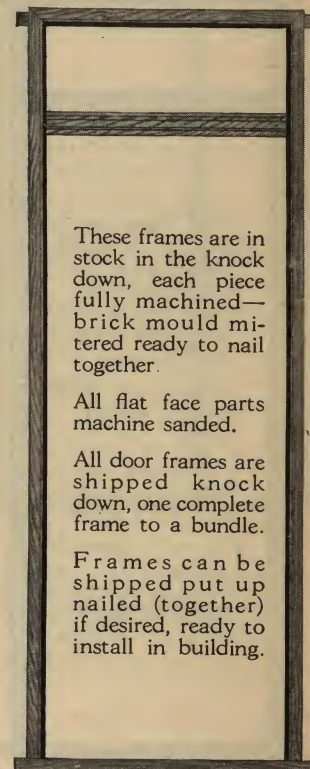 These frames are in
stock in the knock
down, each piece
fully machined—
brick mould mi-
tered ready to nail
together.
All flat face parts
machine sanded.
All door frames are
shipped knock
down, one complete
frame to a bundle.
Frames can be
shipped put up
nailed (together)
if desired, ready to
install in building.